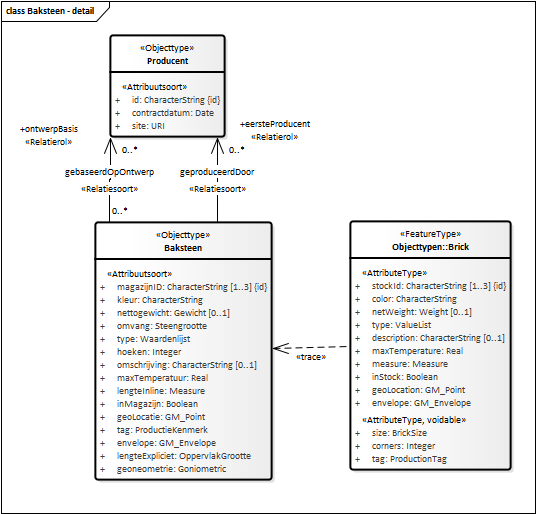 class Baksteen - detail
«Objecttype»
Producent
«Attribuutsoort»
+ id: CharacterString {id}
+ contractdatum: Date
+ site: URI
+ontwerpBasis
«Relatierol»
0..*
+eersteProducent
«Relatierol»
0..*
gebaseerdOpOntwerp
«Relatiesoort»
0..*
geproduceerdDoor
«Relatiesoort»
«Objecttype»
Baksteen
«Attribuutsoort»
+ magazijnID: CharacterString [1..3] {id}
+ kleur: CharacterString
+ nettogewicht: Gewicht [0..1]
+ omvang: Steengrootte
+ type: Waardenlijst
+ hoeken: Integer
+ omschrijving: CharacterString [0..1]
+ maxTemperatuur: Real
+ lengteInline: Measure
+ inMagazijn: Boolean
+ geoLocatie: GM_Point
+ tag: ProductieKenmerk
+ envelope: GM_Envelope
+ lengteExpliciet: OppervlakGrootte
+ geoneometrie: Goniometric
«trace»
«FeatureType»
Objecttypen::Brick
«AttributeType»
+ stockId: CharacterString [1..3] {id}
+ color: CharacterString
+ netWeight: Weight [0..1]
+ type: ValueList
+ description: CharacterString [0..1]
+ maxTemperature: Real
+ measure: Measure
+ inStock: Boolean
+ geoLocation: GM_Point
+ envelope: GM_Envelope
«AttributeType, voidable»
+ size: BrickSize
+ corners: Integer
+ tag: ProductionTag